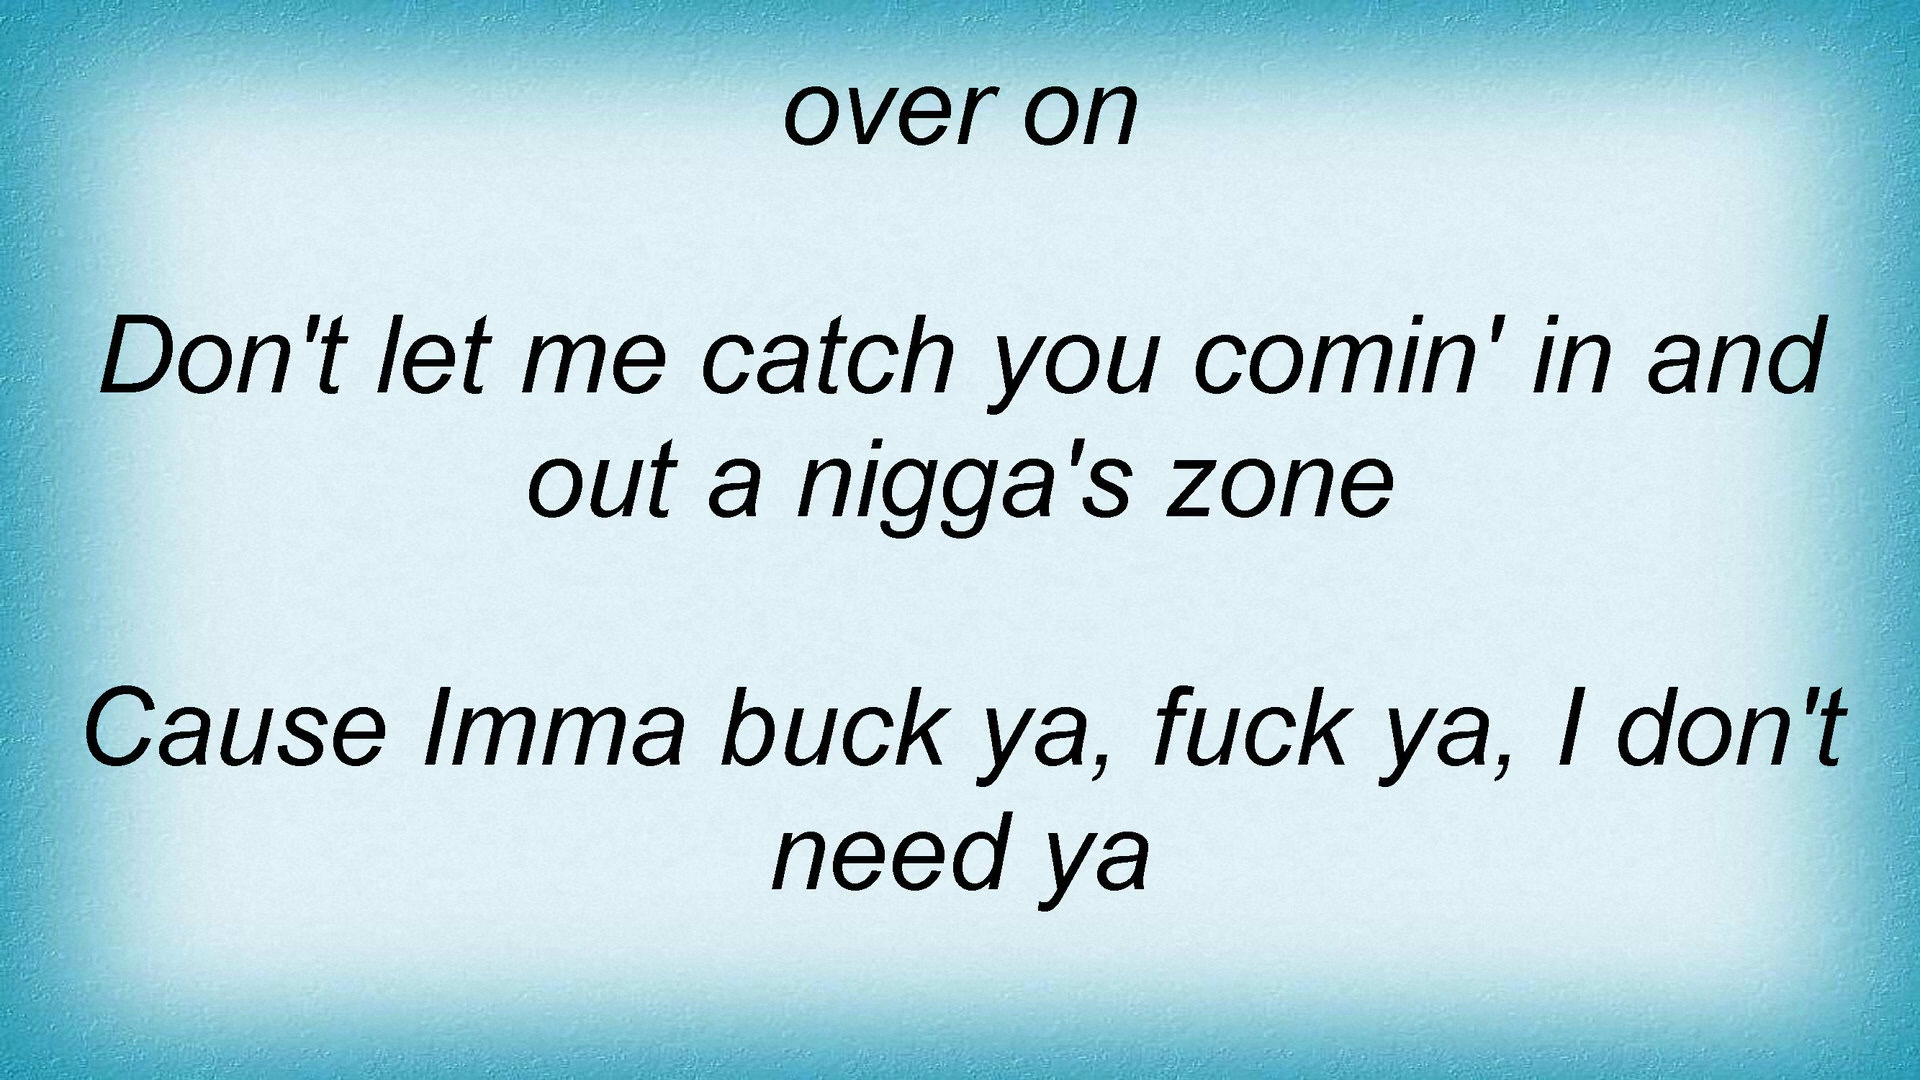 over on
Don't let me catch you comin' in and
out a nigga's zone
Cause Imma buck ya, fuck ya, I don't
need ya